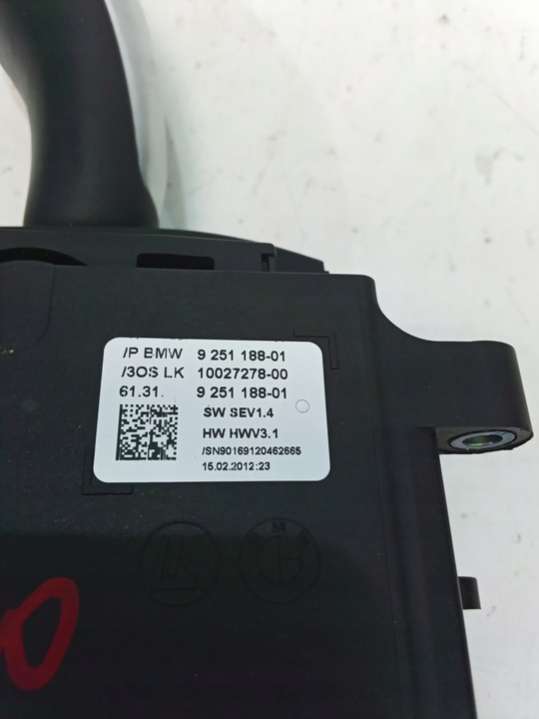 /P BMW 9 251 188-01
/3OS LK 10027278-00
61.31. 9 251 188-01
SW SEV1.4
HW HWV3.1
/SN90169120462665
15.02.2012:23
LK